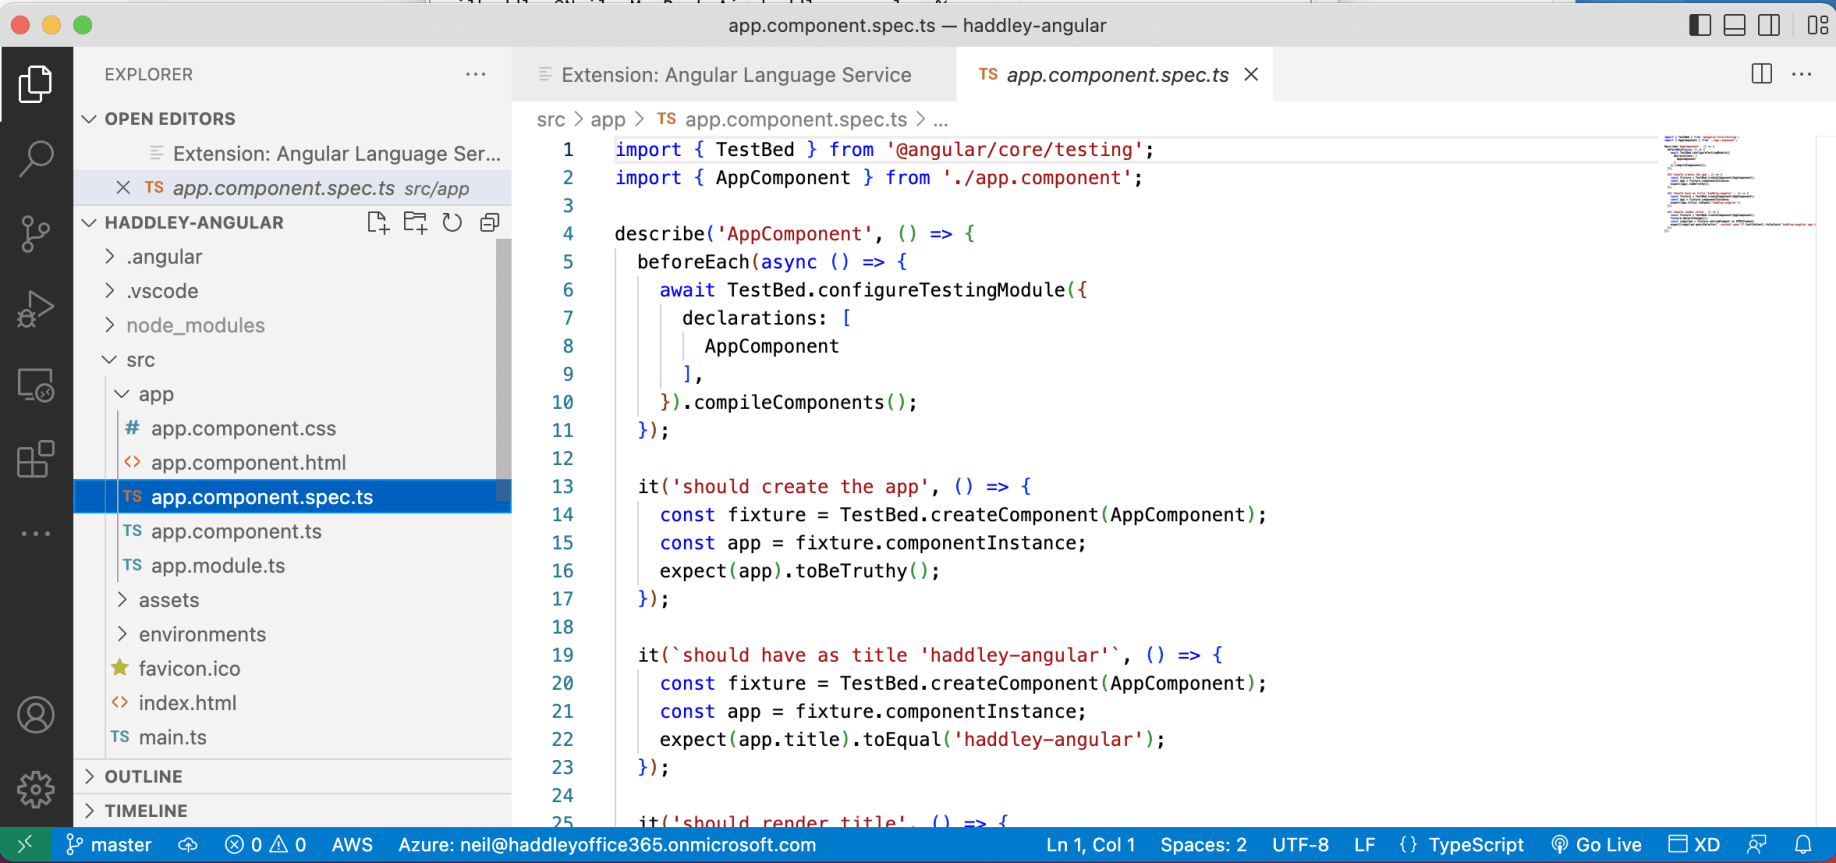 app.component.spec.ts — haddley-angular
EXPLORER
OPEN EDITORS
Extension: Angular Language Ser...
TS app.component.spec.ts src/app
HADDLEY-ANGULAR
.angular
.vscode
node_modules
src
app
# app.component.css
<> app.component.html
TS app.component.spec.ts
TS app.component.ts
TS app.module.ts
assets
environments
favicon.ico
<> index.html
TS main.ts
OUTLINE
TIMELINE
Extension: Angular Language Service
TS app.component.spec.ts
src > app > TS app.component.spec.ts > ...
1 import { TestBed } from '@angular/core/testing';
2 import { AppComponent } from './app.component';
3
4 describe('AppComponent', () => {
5 beforeEach(async () => {
6 await TestBed.configureTestingModule({
7 declarations: [
8 AppComponent
9 ],
10 }).compileComponents();
11 });
12
13 it('should create the app', () => {
14 const fixture = TestBed.createComponent(AppComponent);
15 const app = fixture.componentInstance;
16 expect(app).toBeTruthy();
17 });
18
19 it(`should have as title 'haddley-angular'`, () => {
20 const fixture = TestBed.createComponent(AppComponent);
21 const app = fixture.componentInstance;
22 expect(app.title).toEqual('haddley-angular');
23 });
24
25 it('should render title', () => {
master 0 0 AWS Azure: neil@haddleyoffice365.onmicrosoft.com Ln 1, Col 1 Spaces: 2 UTF-8 LF {} TypeScript Go Live XD